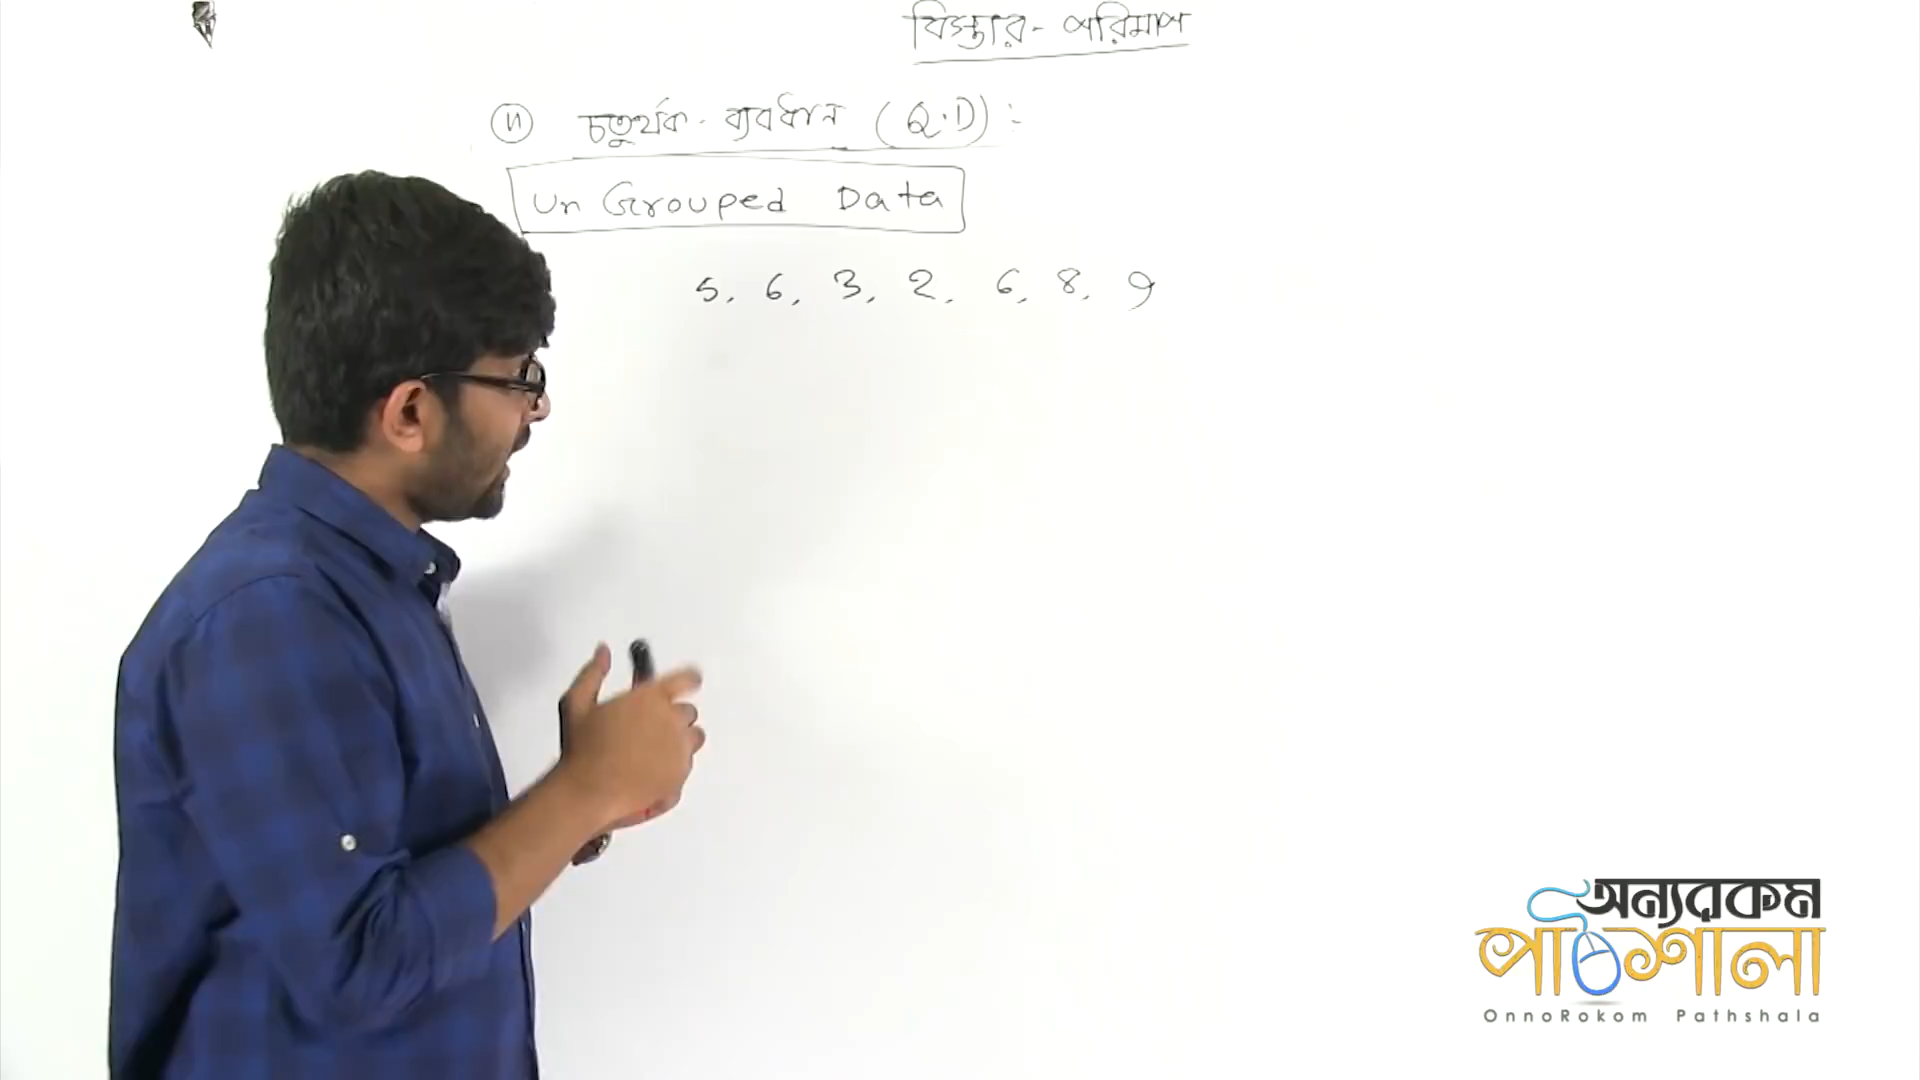 বিস্তার - পরিমাপ
চতুর্থক - ব্যবধান (Q.D) :
Un Grouped Data
5, 6, 3, 2, 6, 8, 9
অন্যরকম
পাঠশালা
OnnoRokom Pathshala